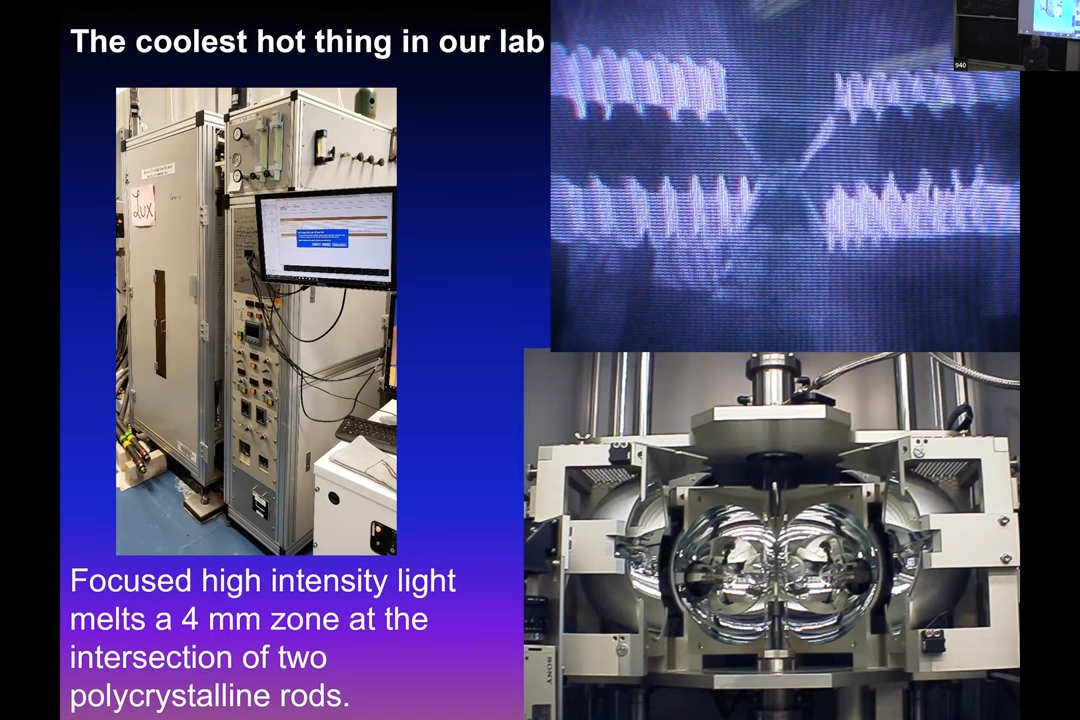 The coolest hot thing in our lab
940
Lux
Focused high intensity light
melts a 4 mm zone at the
intersection of two
polycrystalline rods.
SONY